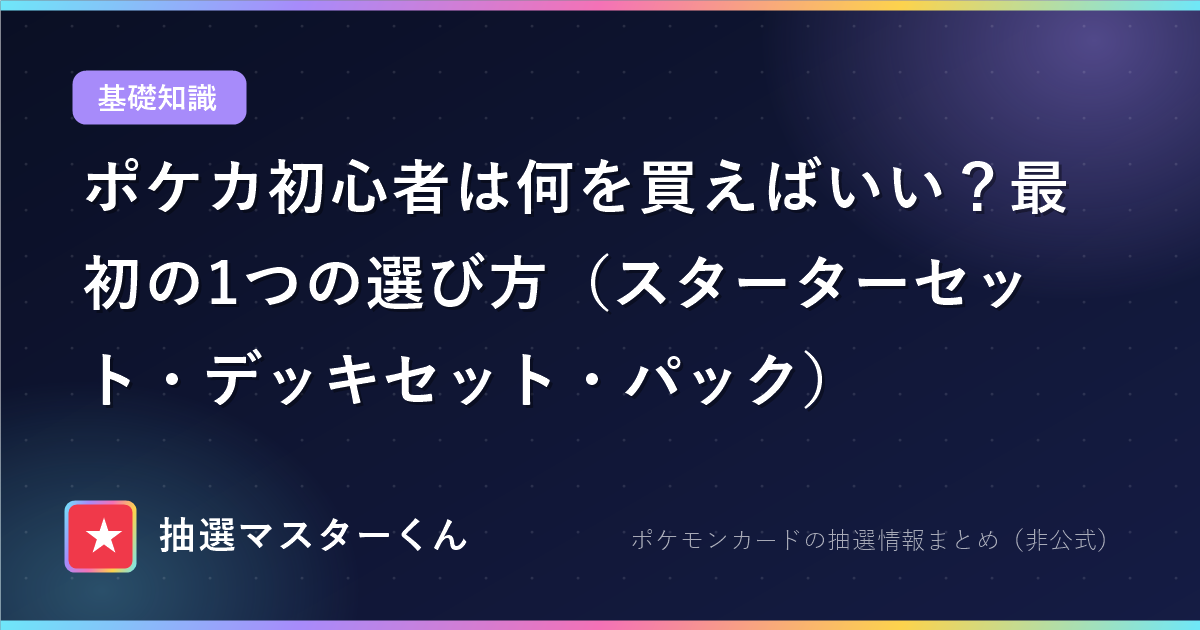 基礎知識
ポケカ初心者は何を買えばいい？最
初の1つの選び方（スターターセッ
ト・デッキセット・パック）
抽選マスターくん
ポケモンカードの抽選情報まとめ（非公式）